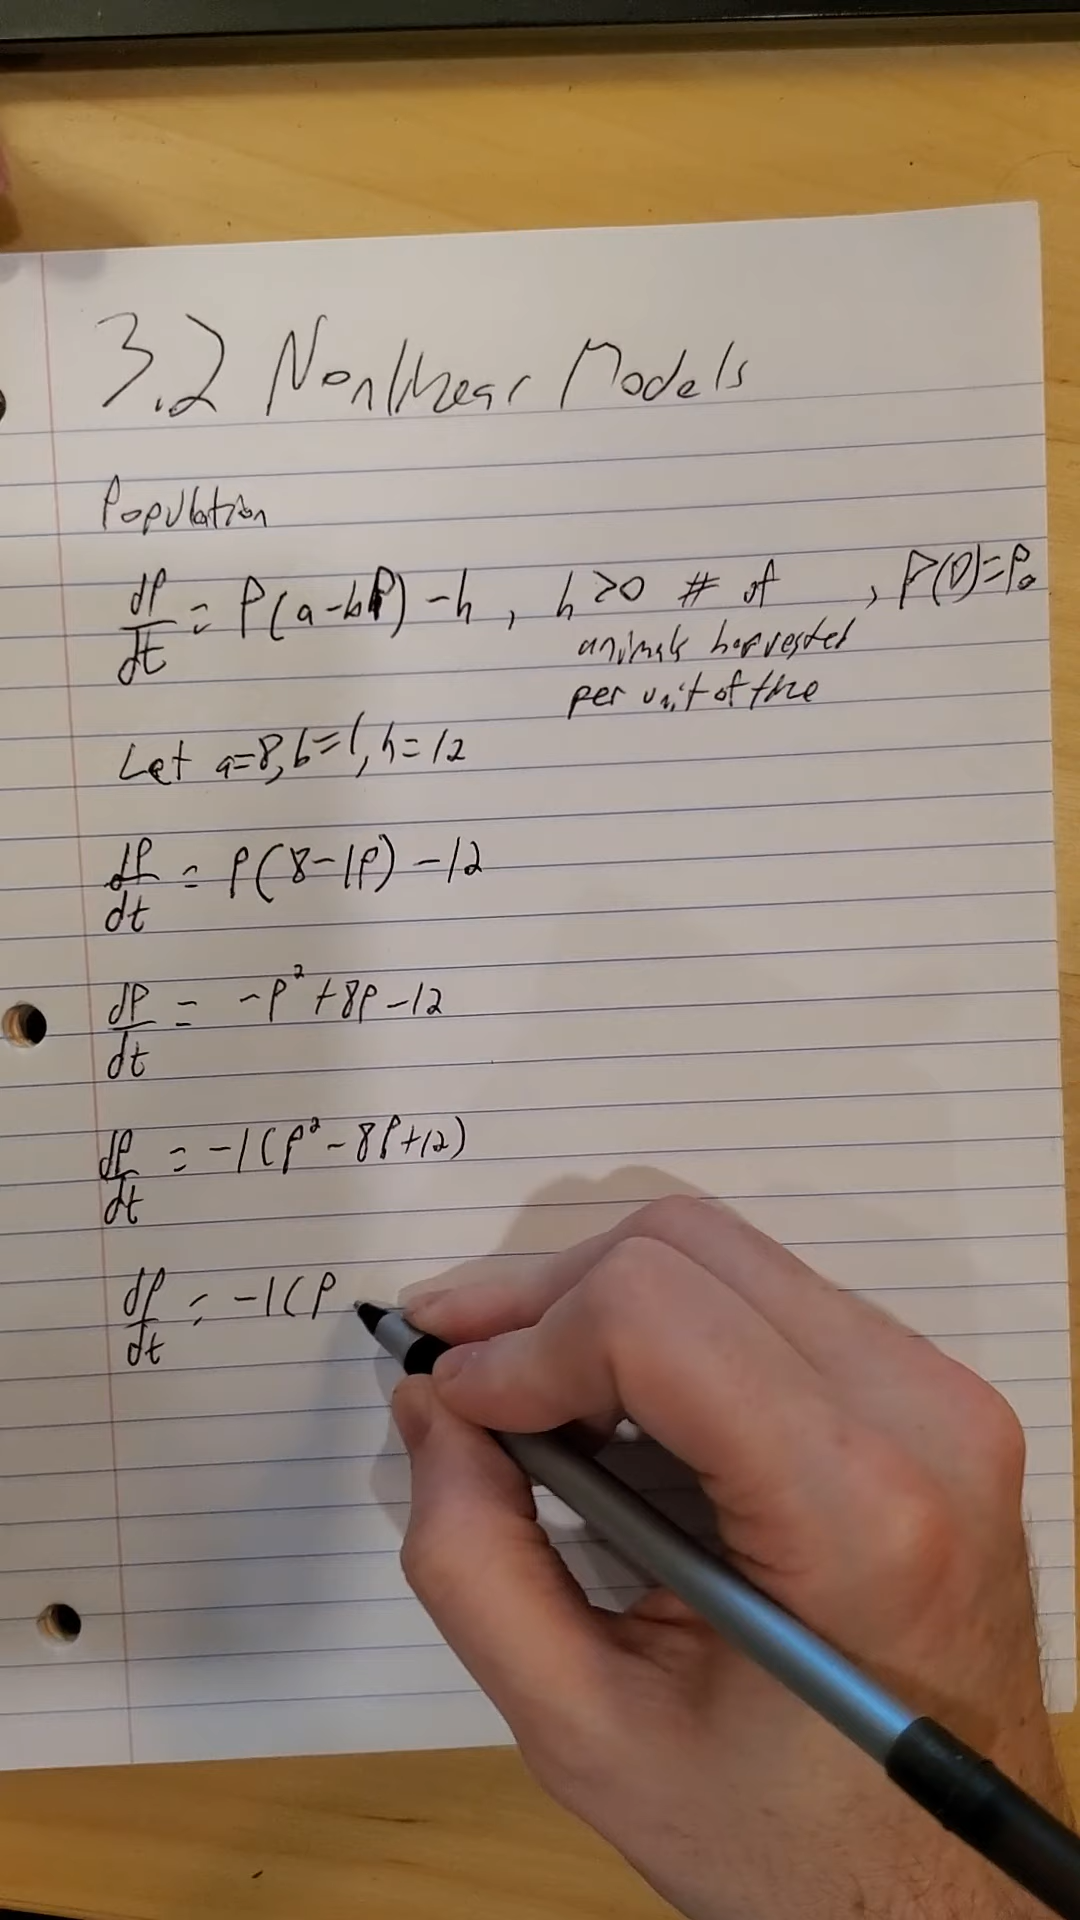 3.2 Nonlinear Models
Population
dP/dt = P(a-bP) -h, h>0 # of animals harvested per unit of time, P(0)=P₀
Let a=8, b=1, h=12
dP/dt = P(8-1P) -12
dP/dt = -P² +8P -12
dP/dt = -1(P² -8P+12)
dP/dt = -1(P